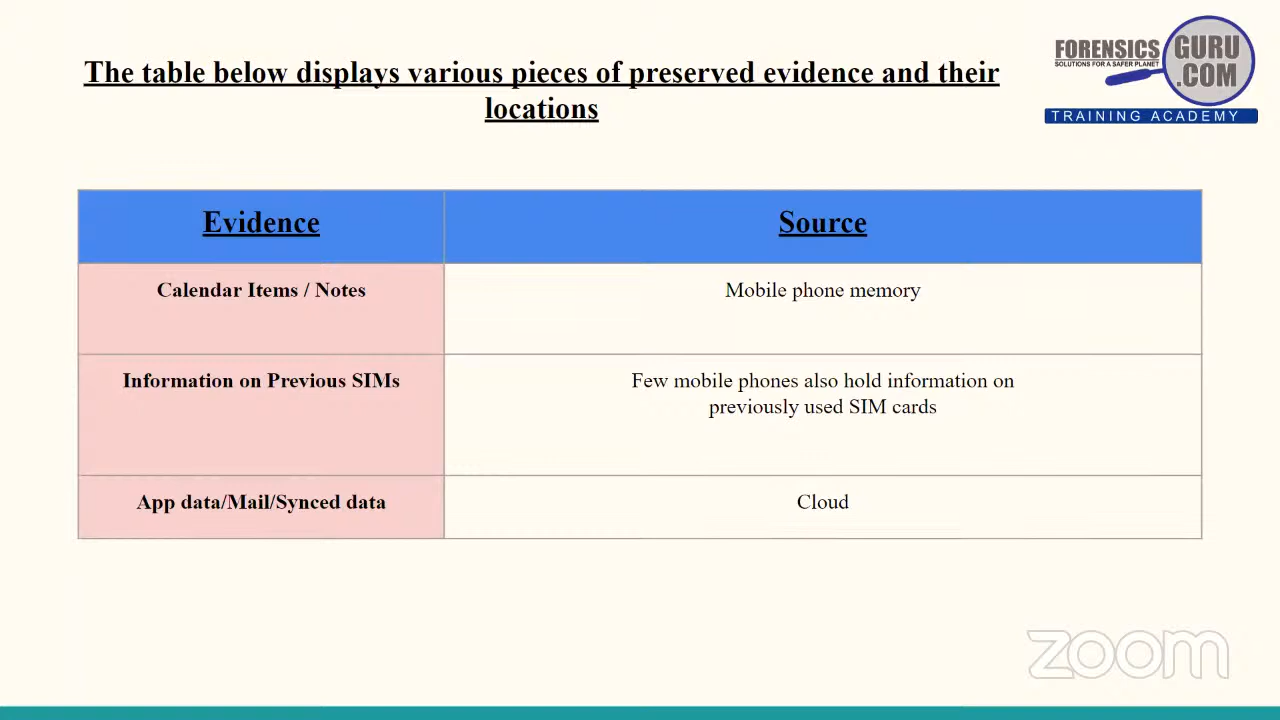 The table below displays various pieces of preserved evidence and their
locations
FORENSICS
SOLUTIONS FOR A SAFER PLANET
GURU
.COM
TRAINING ACADEMY
Evidence
Source
Calendar Items / Notes
Mobile phone memory
Information on Previous SIMs
Few mobile phones also hold information on
previously used SIM cards
App data/Mail/Synced data
Cloud
zoom